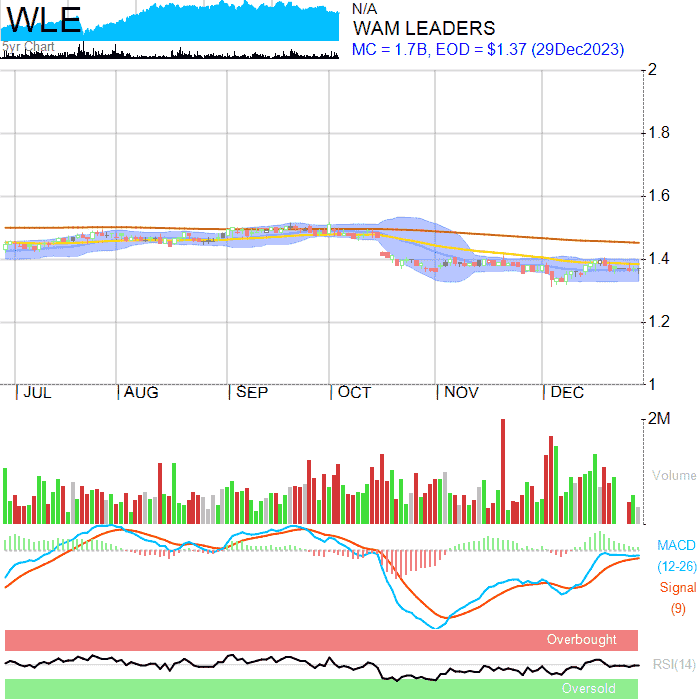 WLE
5yr Chart
N/A
WAM LEADERS
MC = 1.7B, EOD = $1.37 (29Dec2023)
2
1.8
1.6
1.4
1.2
1
JUL AUG SEP OCT NOV DEC
2M
Volume
MACD
(12-26)
Signal
(9)
Overbought
RSI(14)
Oversold